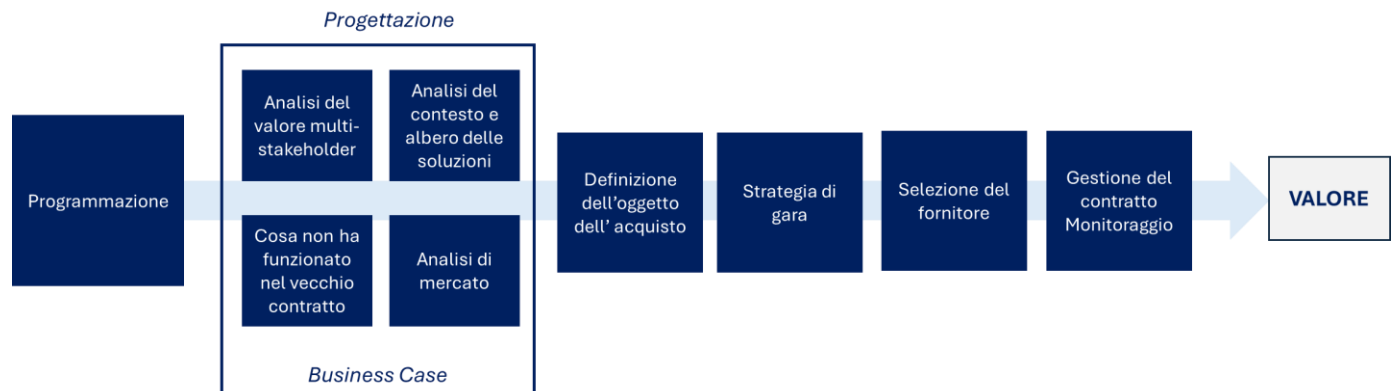 Progettazione
Programmazione
Analisi del
valore multi-
stakeholder
Analisi del
contesto e
albero delle
soluzioni
Cosa non ha
funzionato
nel vecchio
contratto
Analisi di
mercato
Business Case
Definizione
dell’oggetto
dell’ acquisto
Strategia di
gara
Selezione del
fornitore
Gestione del
contratto
Monitoraggio
VALORE